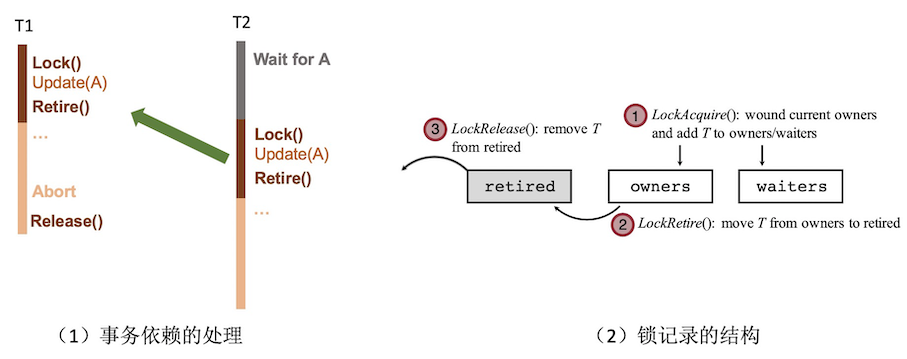 T1
Lock()
Update(A)
Retire()
...
Abort
Release()
T2
Wait for A
Lock()
Update(A)
Retire()
...
（1）事务依赖的处理
1 LockAcquire(): wound current owners
and add T to owners/waiters
3 LockRelease(): remove T
from retired
retired
owners
waiters
2 LockRetire(): move T from owners to retired
（2）锁记录的结构